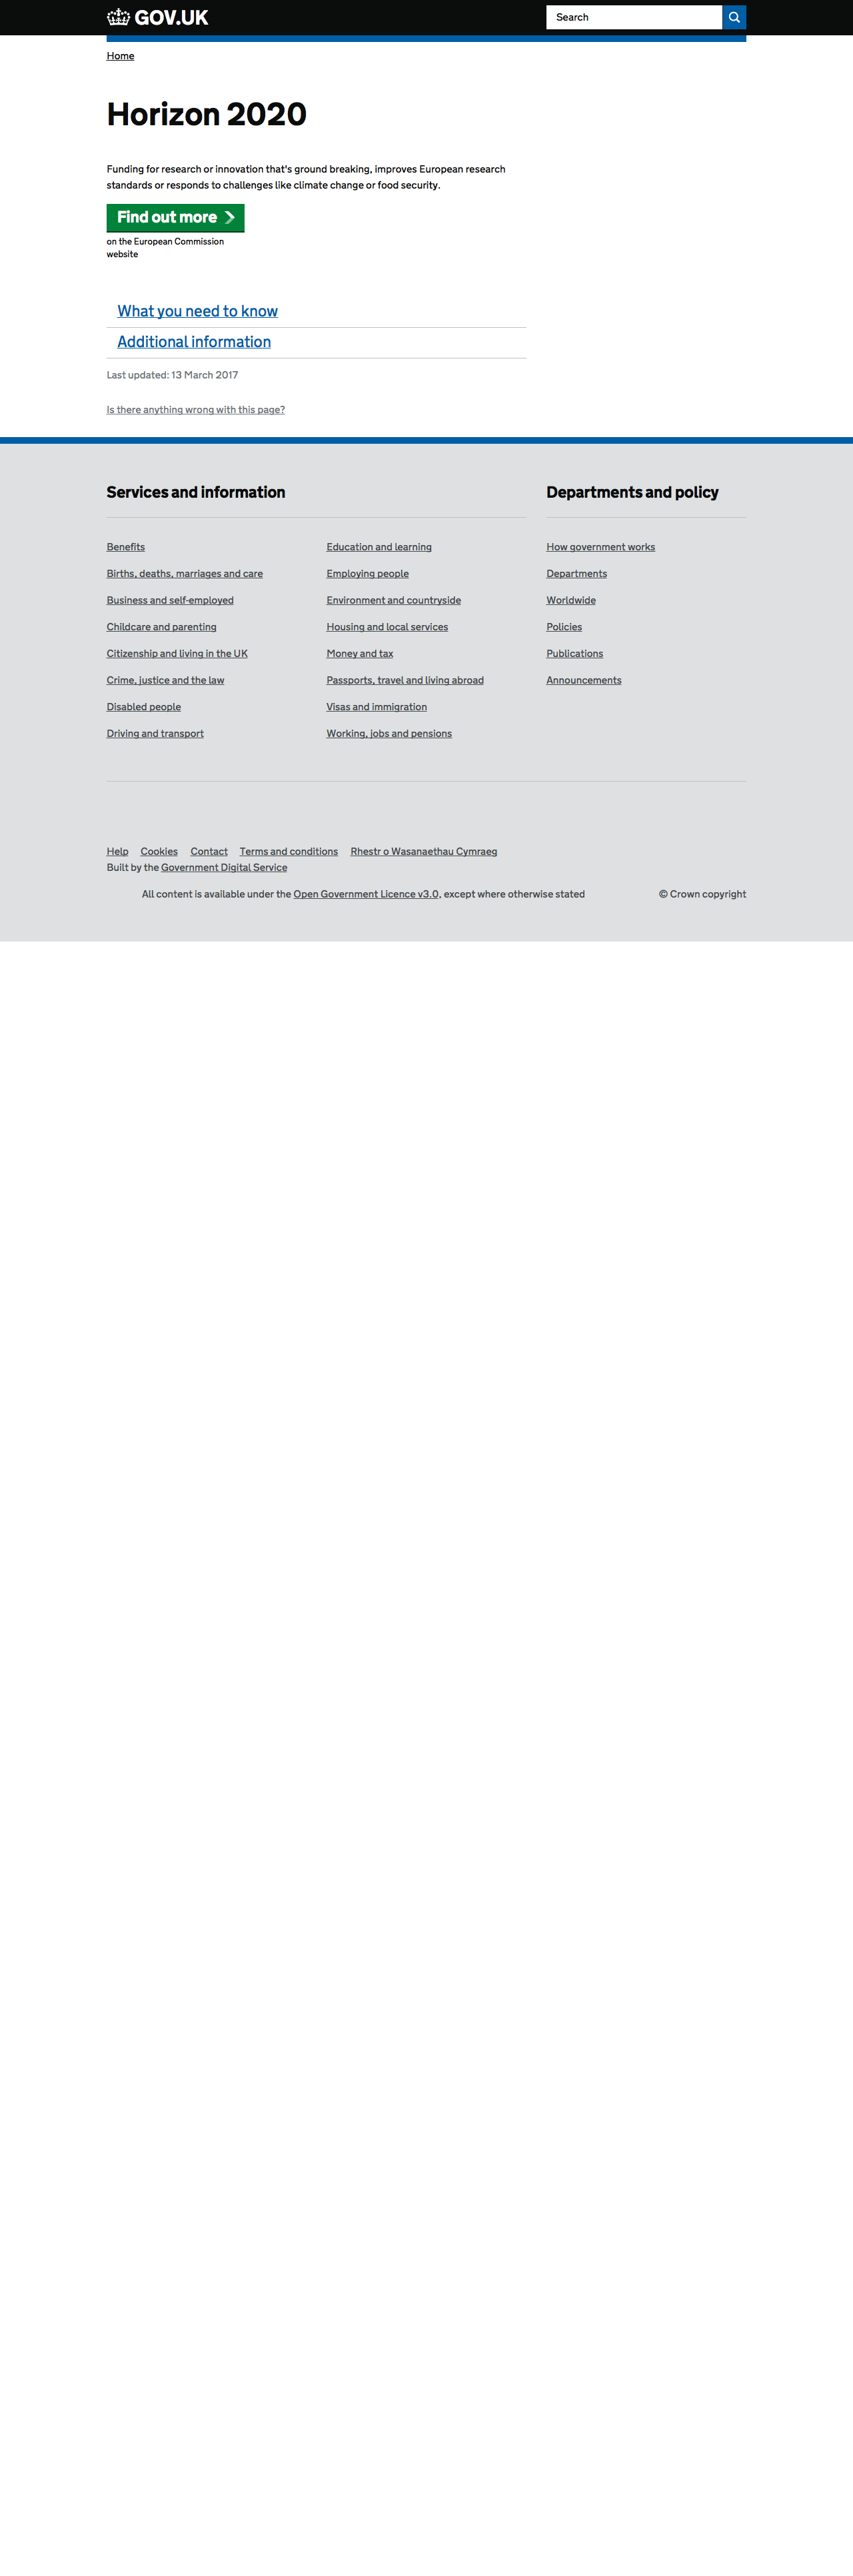 GOV.UK
Search
Home
Horizon 2020
Funding for research or innovation that's ground breaking, improves European research
standards or responds to challenges like climate change or food security.
Find out more
on the European Commission
website
What you need to know
Additional information
Last updated: 13 March 2017
Is there anything wrong with this page?
Services and information
Benefits
Births, deaths, marriages and care
Business and self-employed
Childcare and parenting
Citizenship and living in the UK
Crime, justice and the law
Disabled people
Driving and transport
Education and learning
Employing people
Environment and countryside
Housing and local services
Money and tax
Passports, travel and living abroad
Visas and immigration
Working, jobs and pensions
Departments and policy
How government works
Departments
Worldwide
Policies
Publications
Announcements
Help Cookies Contact Terms and conditions Rhestr o Wasanaethau Cymraeg
Built by the Government Digital Service
All content is available under the Open Government Licence v3.0, except where otherwise stated
© Crown copyright